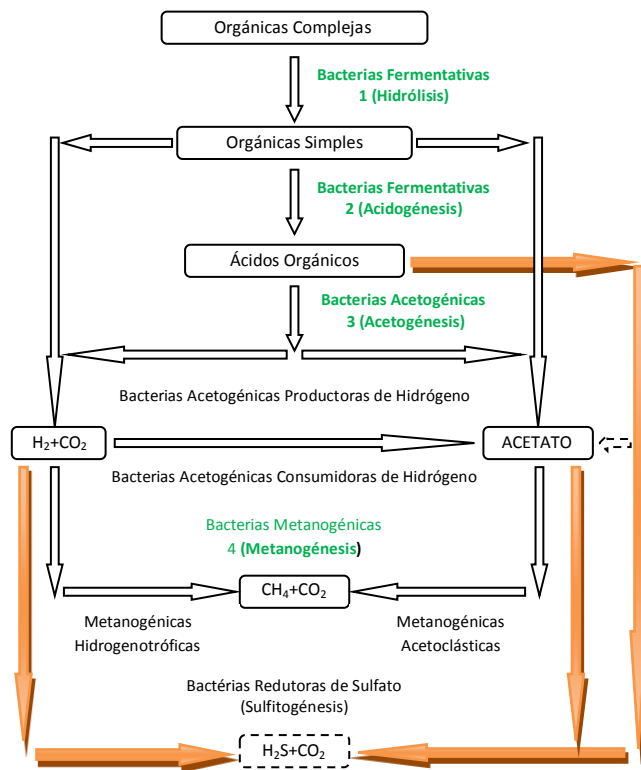 Orgánicas Complejas
Bacterias Fermentativas
1 (Hidrólisis)
Orgánicas Simples
Bacterias Fermentativas
2 (Acidogénesis)
Ácidos Orgánicos
Bacterias Acetogénicas
3 (Acetogénesis)
Bacterias Acetogénicas Productoras de Hidrógeno
H₂+CO₂
ACETATO
Bacterias Acetogénicas Consumidoras de Hidrógeno
Bacterias Metanogénicas
4 (Metanogénesis)
CH₄+CO₂
Metanogénicas
Hidrogenotróficas
Metanogénicas
Acetoclásticas
Bactérias Redutoras de Sulfato
(Sulfitogénesis)
H₂S+CO₂